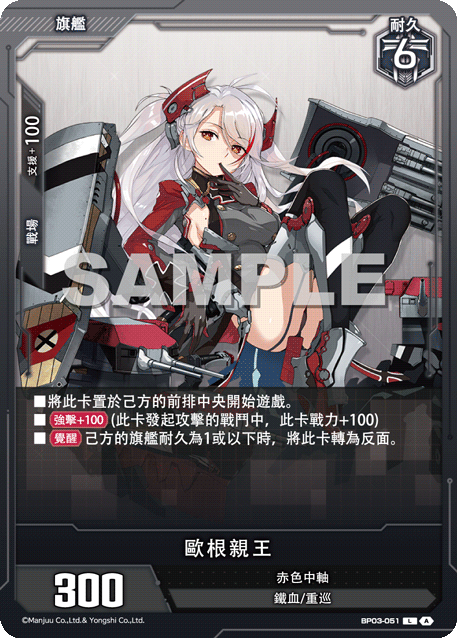 旗艦
耐久
6
支援+100
戰場
SAMPLE
■將此卡置於己方的前排中央開始遊戲。
■強擊+100(此卡發起攻擊的戰鬥中，此卡戰力+100)
■覺醒 己方的旗艦耐久為1或以下時，將此卡轉為反面。
歐根親王
300
赤色中軸
鐵血/重巡
©Manjuu Co.,Ltd.& Yongshi Co.,Ltd.
BP03-051 L A